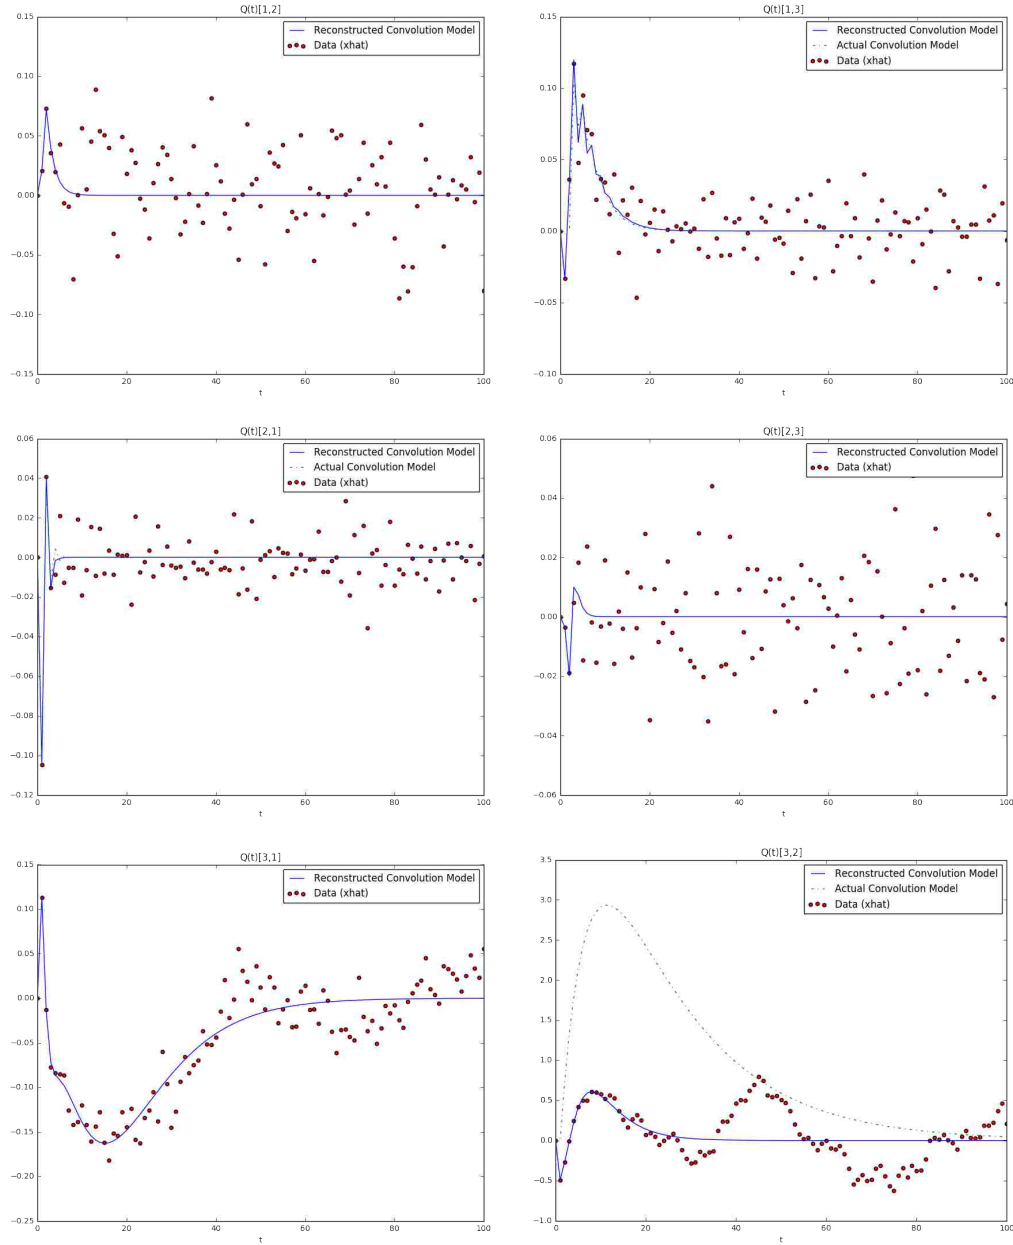 Q(t)[1,2]
Reconstructed Convolution Model
Data (xhat)
0.15
0.10
0.05
0.00
−0.05
−0.10
−0.15
0 20 40 60 80 100
t
Q(t)[1,3]
Reconstructed Convolution Model
Actual Convolution Model
Data (xhat)
0.15
0.10
0.05
0.00
−0.05
−0.10
0 20 40 60 80 100
t
Q(t)[2,1]
Reconstructed Convolution Model
Actual Convolution Model
Data (xhat)
0.06
0.04
0.02
0.00
−0.02
−0.04
−0.06
−0.08
−0.10
−0.12
0 20 40 60 80 100
t
Q(t)[2,3]
Reconstructed Convolution Model
Data (xhat)
0.06
0.04
0.02
0.00
−0.02
−0.04
−0.06
0 20 40 60 80 100
t
Q(t)[3,1]
Reconstructed Convolution Model
Data (xhat)
0.15
0.10
0.05
0.00
−0.05
−0.10
−0.15
−0.20
−0.25
0 20 40 60 80 100
t
Q(t)[3,2]
Reconstructed Convolution Model
Actual Convolution Model
Data (xhat)
3.5
3.0
2.5
2.0
1.5
1.0
0.5
0.0
−0.5
−1.0
0 20 40 60 80 100
t